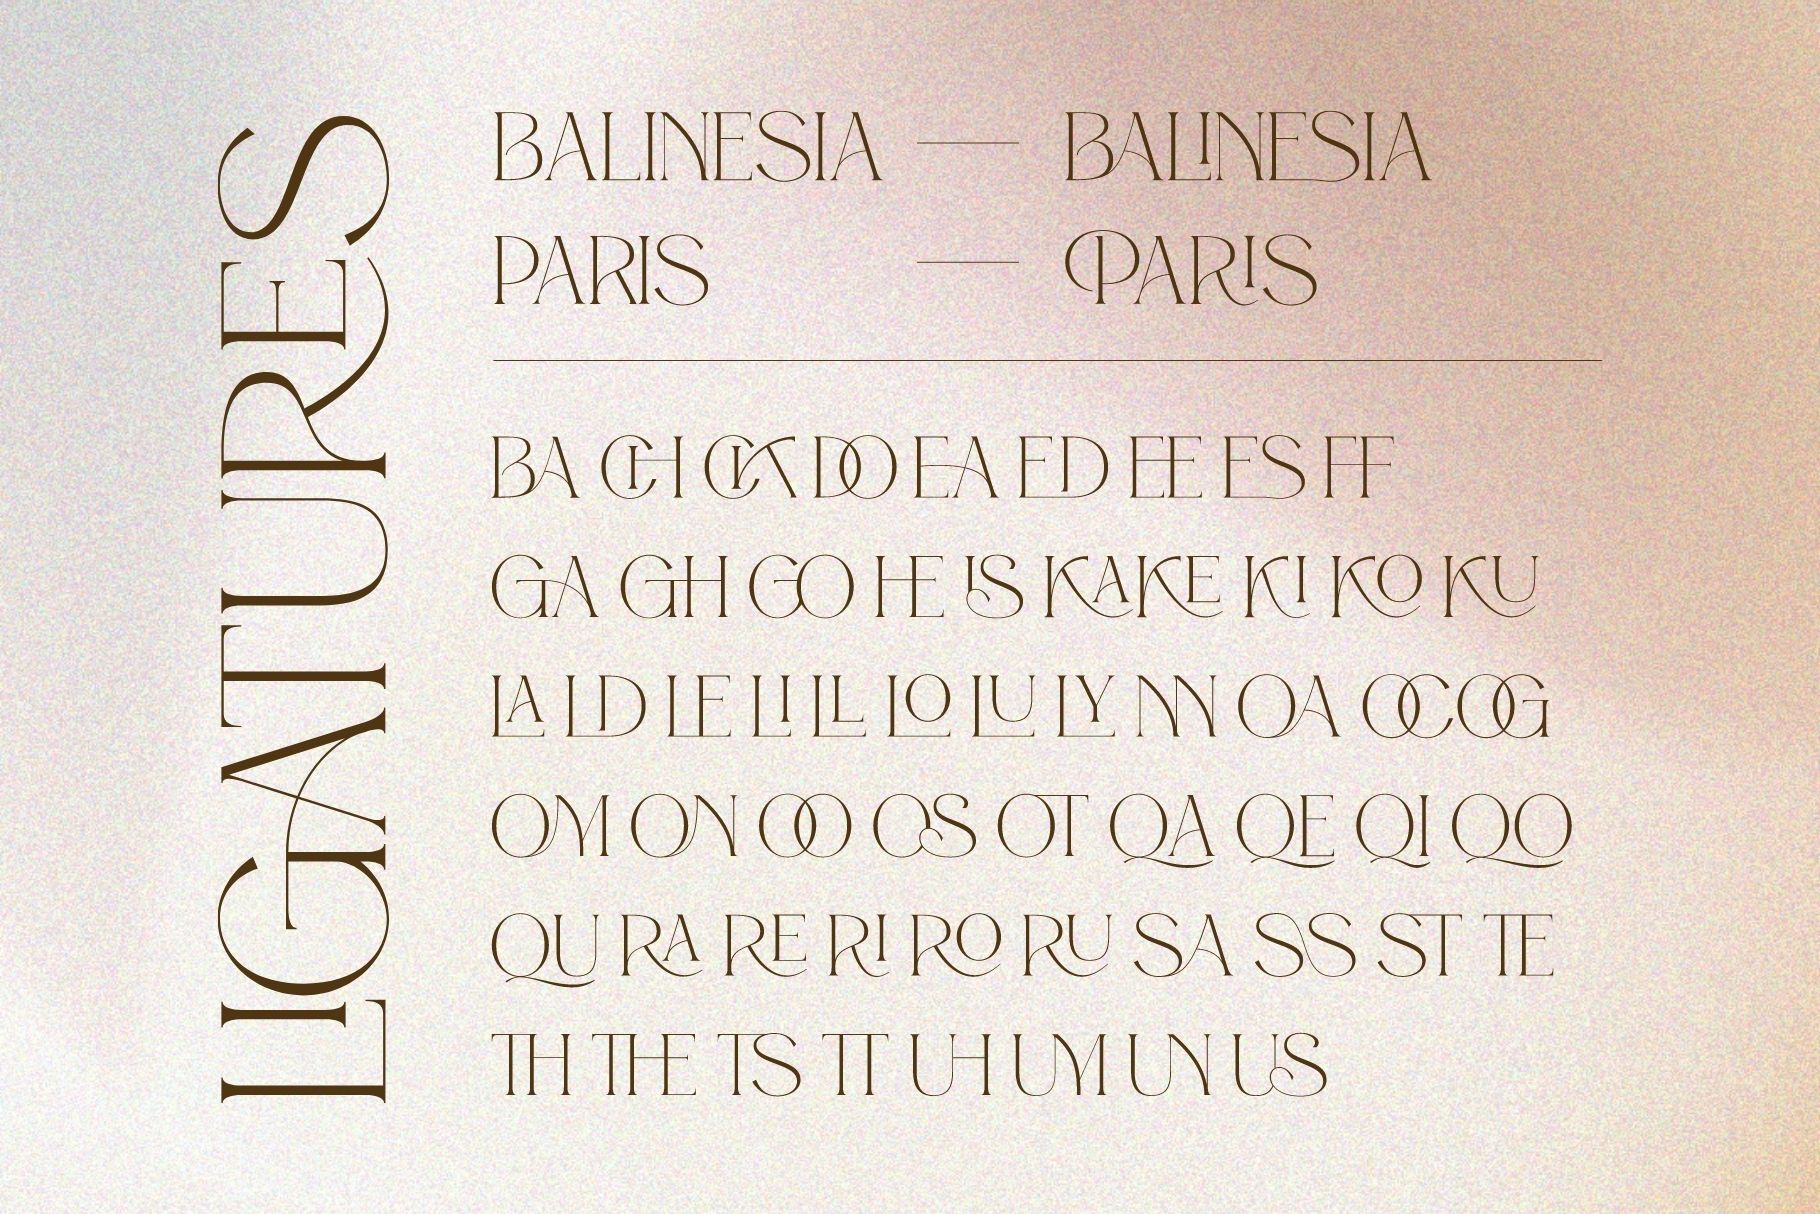 LIGATURES
BALINESIA — BALINESIA
PARIS — PARIS
BA CH CK DO EA ED EE ES FF
GA GH GO HE IS KA KE KI KO KU
LA LD LE LI LL LO LU LY NN OA OC OG
OM ON OO OS OT QA QE QI QO
QU RA RE RI RO RU SA SS ST TE
TH THE TS TT UH UM UN US